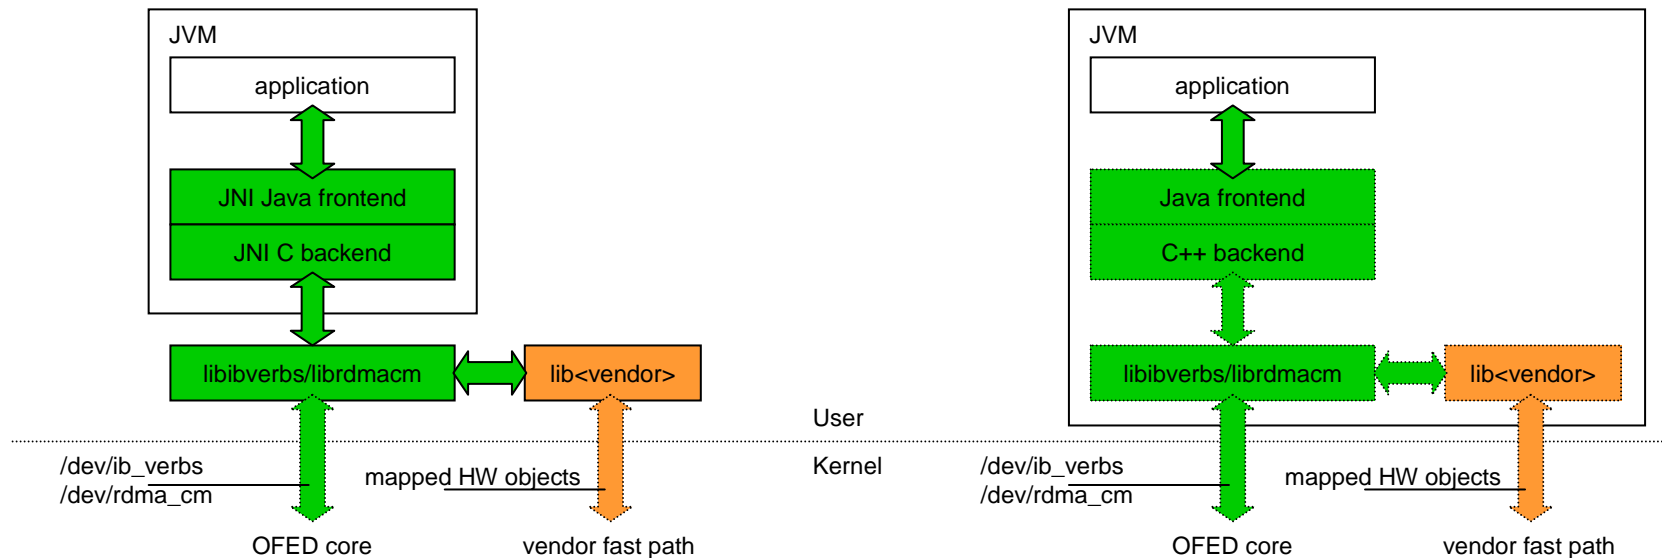 JVM
application
JNI Java frontend
JNI C backend
libibverbs/librdmacm
lib<vendor>
/dev/ib_verbs
/dev/rdma_cm
mapped HW objects
OFED core
vendor fast path
User
Kernel
JVM
application
Java frontend
C++ backend
libibverbs/librdmacm
lib<vendor>
/dev/ib_verbs
/dev/rdma_cm
mapped HW objects
OFED core
vendor fast path